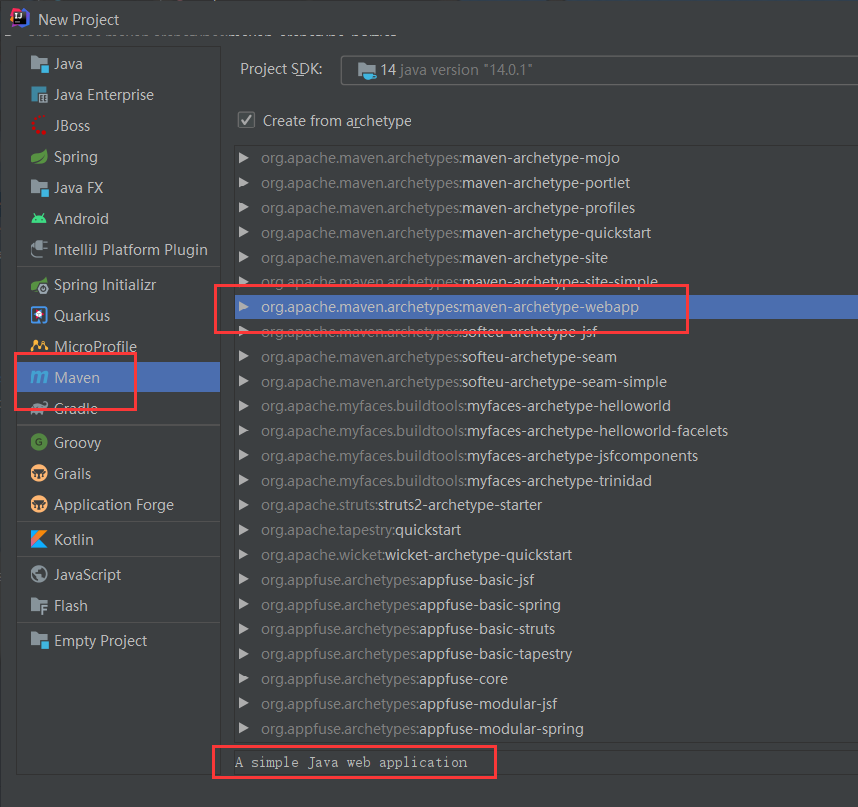 New Project
Java
Java Enterprise
JBoss
Spring
Java FX
Android
IntelliJ Platform Plugin
Spring Initializr
Quarkus
MicroProfile
Maven
Gradle
Groovy
Grails
Application Forge
Kotlin
JavaScript
Flash
Empty Project
Project SDK: 14 java version "14.0.1"
Create from archetype
org.apache.maven.archetypes:maven-archetype-mojo
org.apache.maven.archetypes:maven-archetype-portlet
org.apache.maven.archetypes:maven-archetype-profiles
org.apache.maven.archetypes:maven-archetype-quickstart
org.apache.maven.archetypes:maven-archetype-site
org.apache.maven.archetypes:maven-archetype-site-simple
org.apache.maven.archetypes:maven-archetype-webapp
org.apache.maven.archetypes:softeu-archetype-jsf
org.apache.maven.archetypes:softeu-archetype-seam
org.apache.maven.archetypes:softeu-archetype-seam-simple
org.apache.myfaces.buildtools:myfaces-archetype-helloworld
org.apache.myfaces.buildtools:myfaces-archetype-helloworld-facelets
org.apache.myfaces.buildtools:myfaces-archetype-jsfcomponents
org.apache.myfaces.buildtools:myfaces-archetype-trinidad
org.apache.struts:struts2-archetype-starter
org.apache.tapestry:quickstart
org.apache.wicket:wicket-archetype-quickstart
org.appfuse.archetypes:appfuse-basic-jsf
org.appfuse.archetypes:appfuse-basic-spring
org.appfuse.archetypes:appfuse-basic-struts
org.appfuse.archetypes:appfuse-basic-tapestry
org.appfuse.archetypes:appfuse-core
org.appfuse.archetypes:appfuse-modular-jsf
org.appfuse.archetypes:appfuse-modular-spring
A simple Java web application